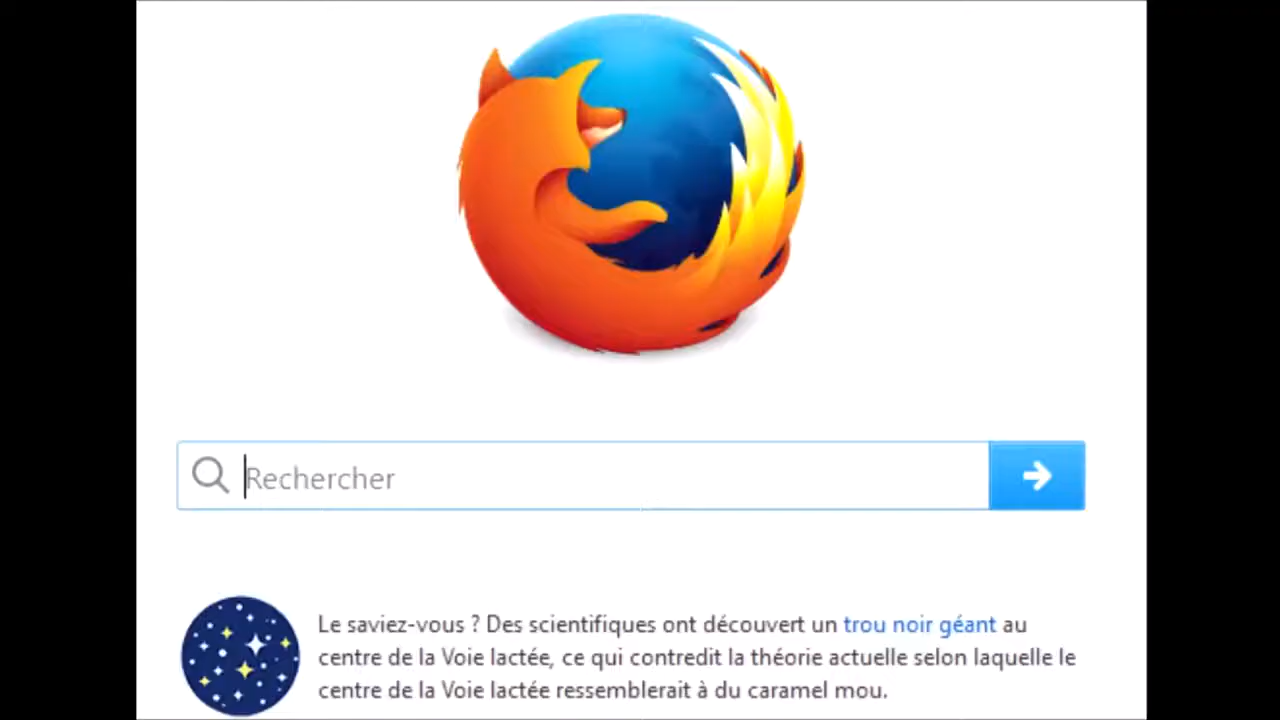 Rechercher
Le saviez-vous ? Des scientifiques ont découvert un trou noir géant au
centre de la Voie lactée, ce qui contredit la théorie actuelle selon laquelle le
centre de la Voie lactée ressemblerait à du caramel mou.